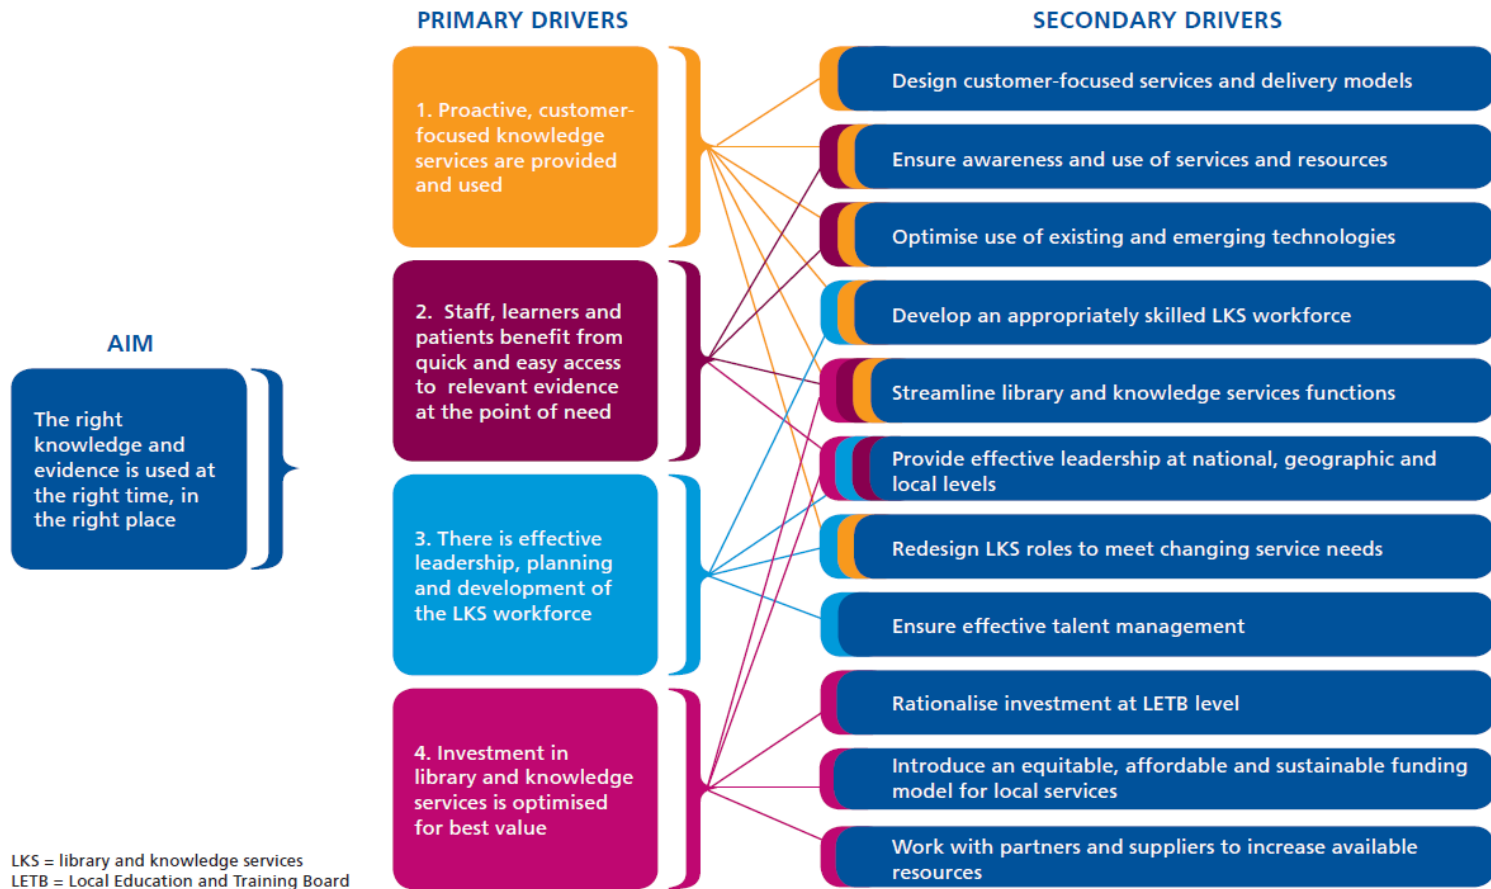 PRIMARY DRIVERS
SECONDARY DRIVERS
AIM
The right
knowledge and
evidence is used at
the right time, in
the right place
1. Proactive, customer-
focused knowledge
services are provided
and used
2. Staff, learners and
patients benefit from
quick and easy access
to relevant evidence
at the point of need
3. There is effective
leadership, planning
and development of
the LKS workforce
4. Investment in
library and knowledge
services is optimised
for best value
Design customer-focused services and delivery models
Ensure awareness and use of services and resources
Optimise use of existing and emerging technologies
Develop an appropriately skilled LKS workforce
Streamline library and knowledge services functions
Provide effective leadership at national, geographic and
local levels
Redesign LKS roles to meet changing service needs
Ensure effective talent management
Rationalise investment at LETB level
Introduce an equitable, affordable and sustainable funding
model for local services
Work with partners and suppliers to increase available
resources
LKS = library and knowledge services
LETB = Local Education and Training Board